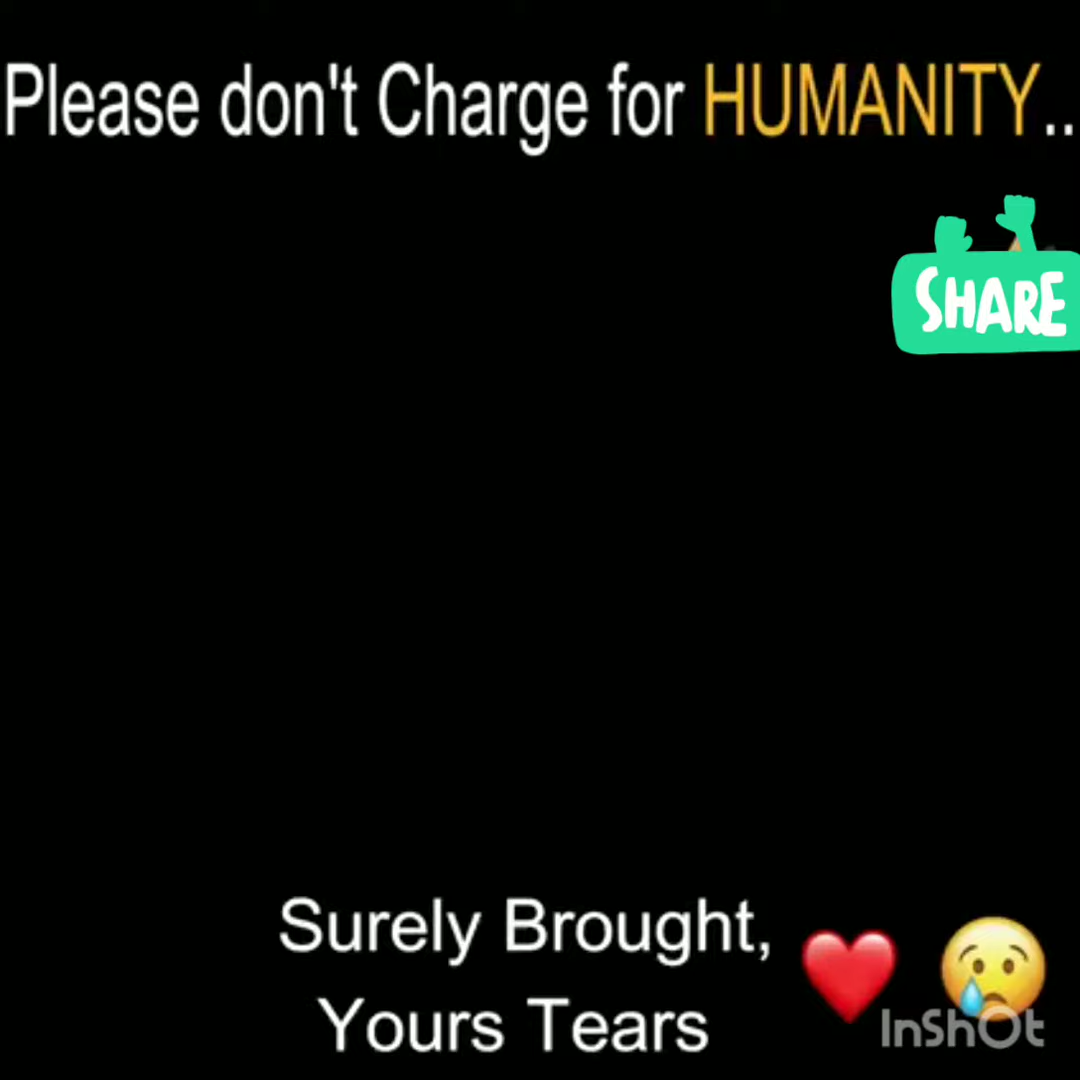 Please don't Charge for HUMANITY..
SHARE
Surely Brought,
Yours Tears
InShOt